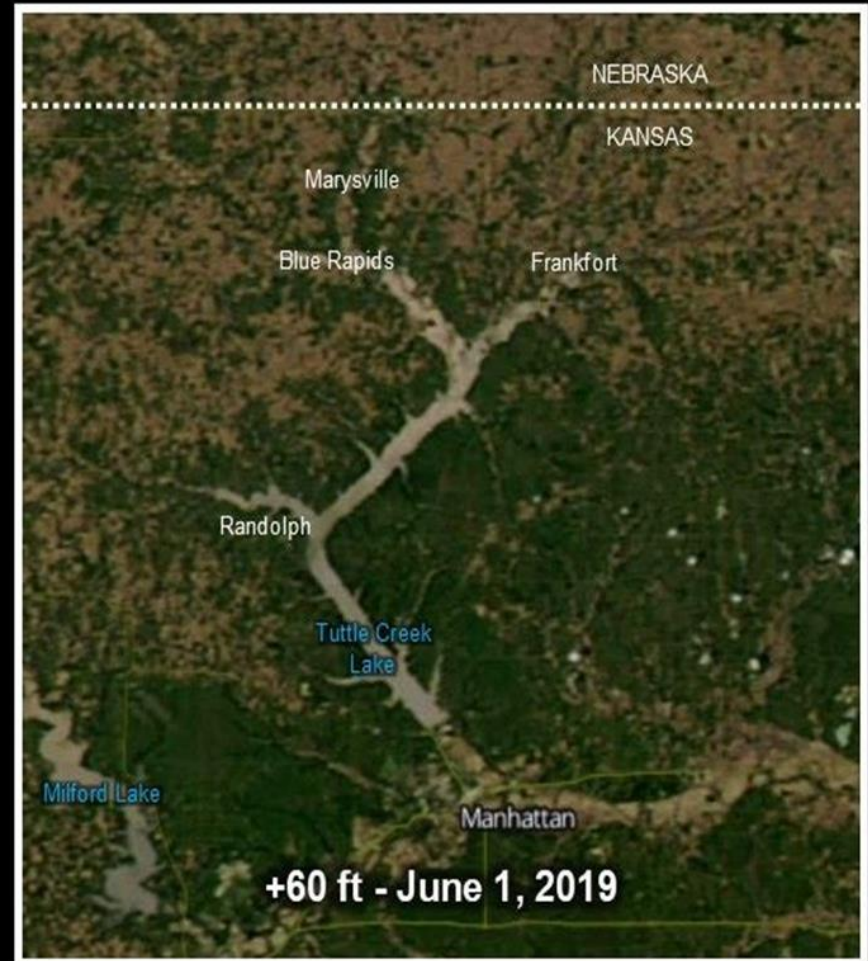 NEBRASKA
KANSAS
Marysville
Blue Rapids
Frankfort
Randolph
Tuttle Creek
Lake
Milford Lake
Manhattan
+60 ft - June 1, 2019